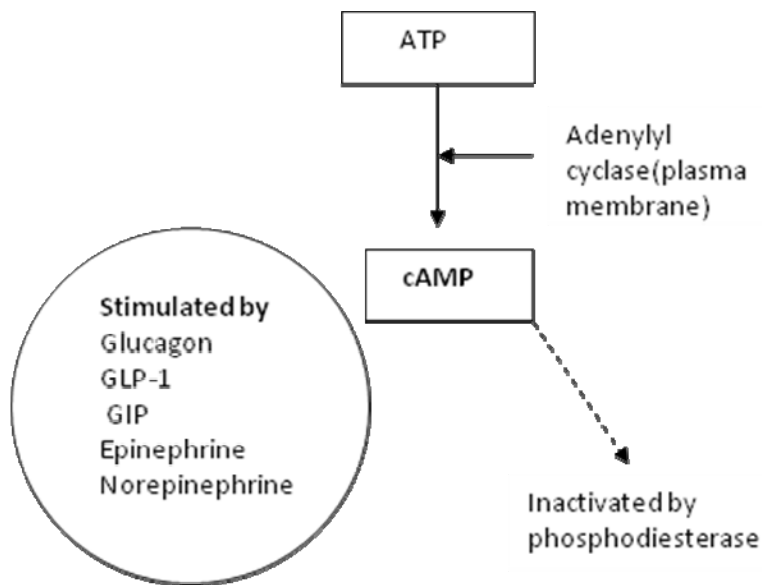 ATP
Adenylyl
cyclase(plasma
membrane)
cAMP
Stimulated by
Glucagon
GLP-1
GIP
Epinephrine
Norepinephrine
Inactivated by
phosphodiesterase